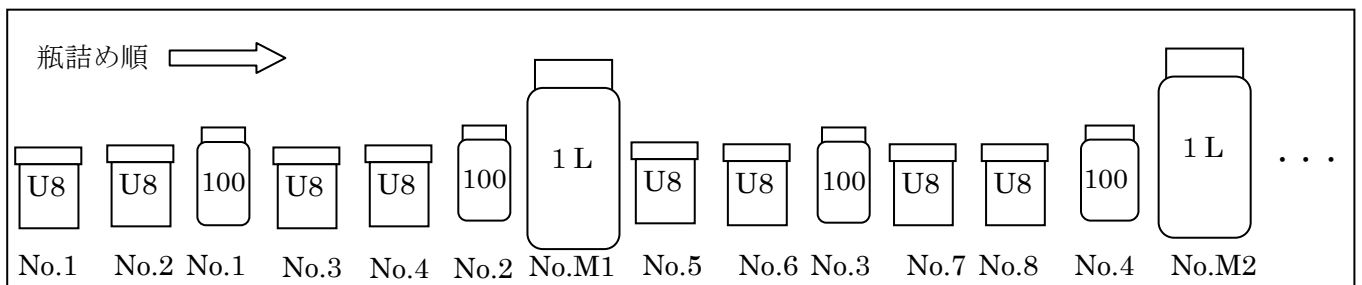 瓶詰め順
U8 U8 100 U8 U8 100 1 L U8 U8 100 U8 U8 100 1 L ・・・
No.1 No.2 No.1 No.3 No.4 No.2 No.M1 No.5 No.6 No.3 No.7 No.8 No.4 No.M2